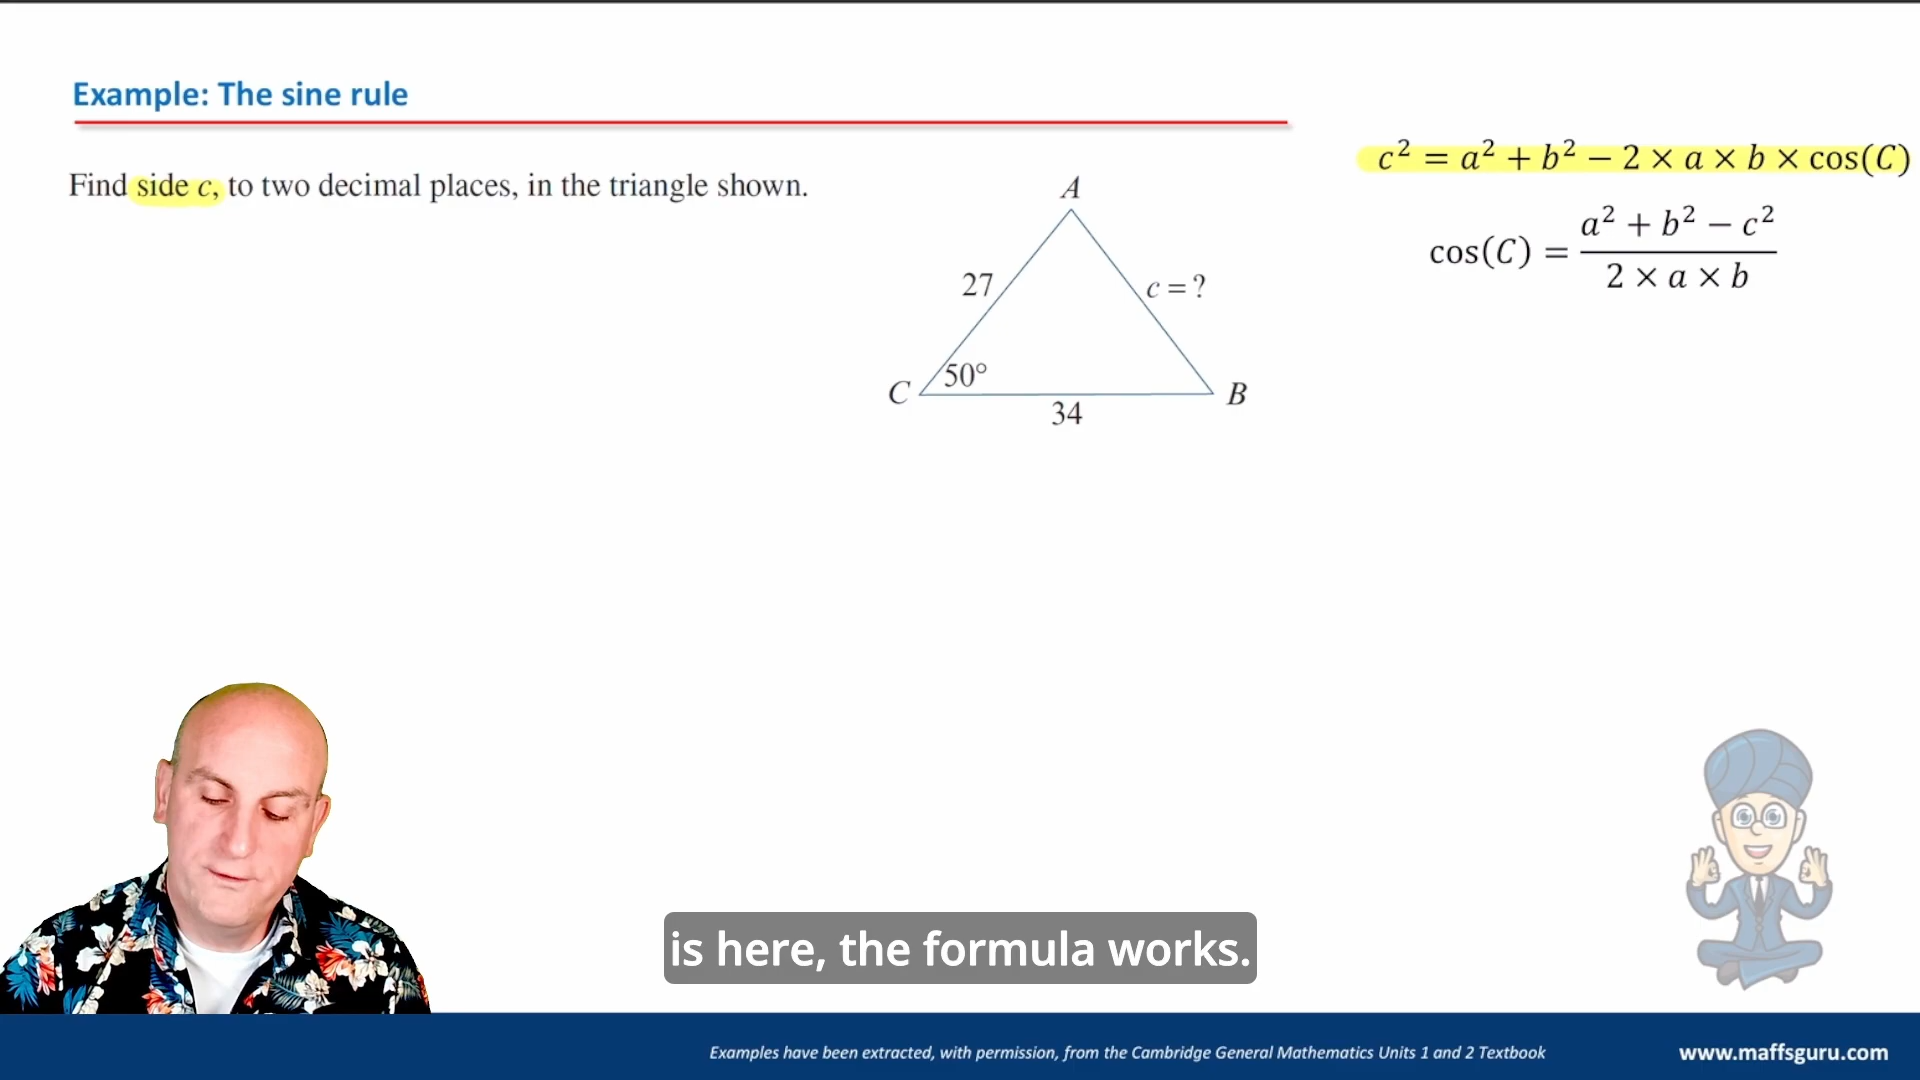 Example: The sine rule
Find side c, to two decimal places, in the triangle shown.
c² = a² + b² − 2 × a × b × cos(C)
cos(C) = (a² + b² − c²) / (2 × a × b)
A
27
c = ?
50°
C
B
34
is here, the formula works.
Examples have been extracted, with permission, from the Cambridge General Mathematics Units 1 and 2 Textbook
www.maffsguru.com